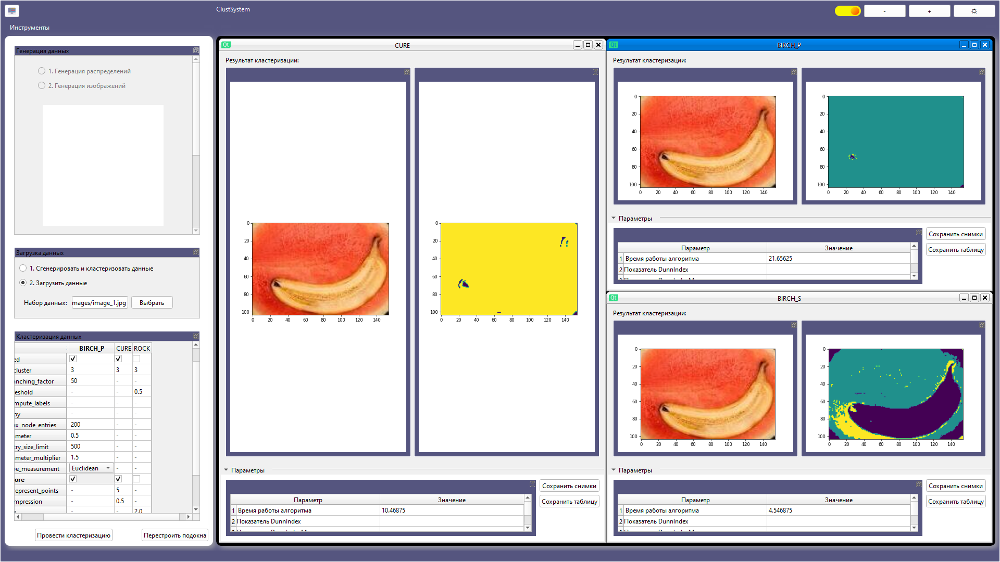 ClustSystem
-
+
Инструменты
Генерация данных
1. Генерация распределений
2. Генерация изображений
Загрузка данных
1. Сгенерировать и кластеризовать данные
2. Загрузить данные
Набор данных: mages/image_1.jpg Выбрать
Кластеризация данных
BIRCH_P CURE ROCK
ed
cluster 3 3 3
nching_factor 50 - -
eshold - - 0.5
mpute_labels - - -
py - - -
x_node_entries 200 - -
meter 0.5 - -
try_size_limit 500 - -
meter_multiplier 1.5 - -
pe_measurement Euclidean - -
ore
represent_points - 5 -
mpression - 0.5 -
- - 2.0
Провести кластеризацию
Перестроить подокна
Qt CURE
Результат кластеризации:
0 20 40 60 80 100
0 20 40 60 80 100 120 140
0 20 40 60 80 100
0 20 40 60 80 100 120 140
Параметры
Параметр Значение
1 Время работы алгоритма 10.46875
2 Показатель DunnIndex
Сохранить снимки
Сохранить таблицу
Qt BIRCH_P
Результат кластеризации:
0 20 40 60 80 100
0 20 40 60 80 100 120 140
0 20 40 60 80 100
0 20 40 60 80 100 120 140
Параметры
Параметр Значение
1 Время работы алгоритма 21.65625
2 Показатель DunnIndex
Сохранить снимки
Сохранить таблицу
Qt BIRCH_S
Результат кластеризации:
0 20 40 60 80 100
0 20 40 60 80 100 120 140
0 20 40 60 80 100
0 20 40 60 80 100 120 140
Параметры
Параметр Значение
1 Время работы алгоритма 4.546875
2 Показатель DunnIndex
Сохранить снимки
Сохранить таблицу